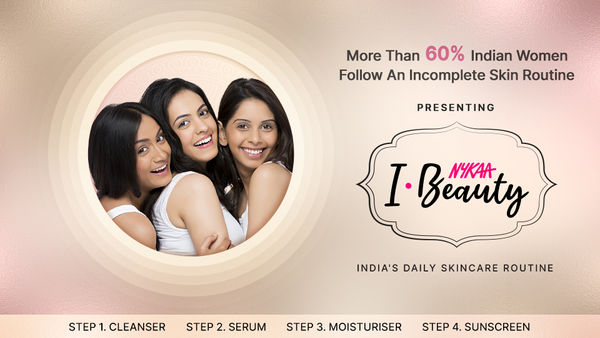 More Than 60% Indian Women
Follow An Incomplete Skin Routine
PRESENTING
NYKAA
I • Beauty
INDIA'S DAILY SKINCARE ROUTINE
STEP 1. CLEANSER STEP 2. SERUM STEP 3. MOISTURISER STEP 4. SUNSCREEN